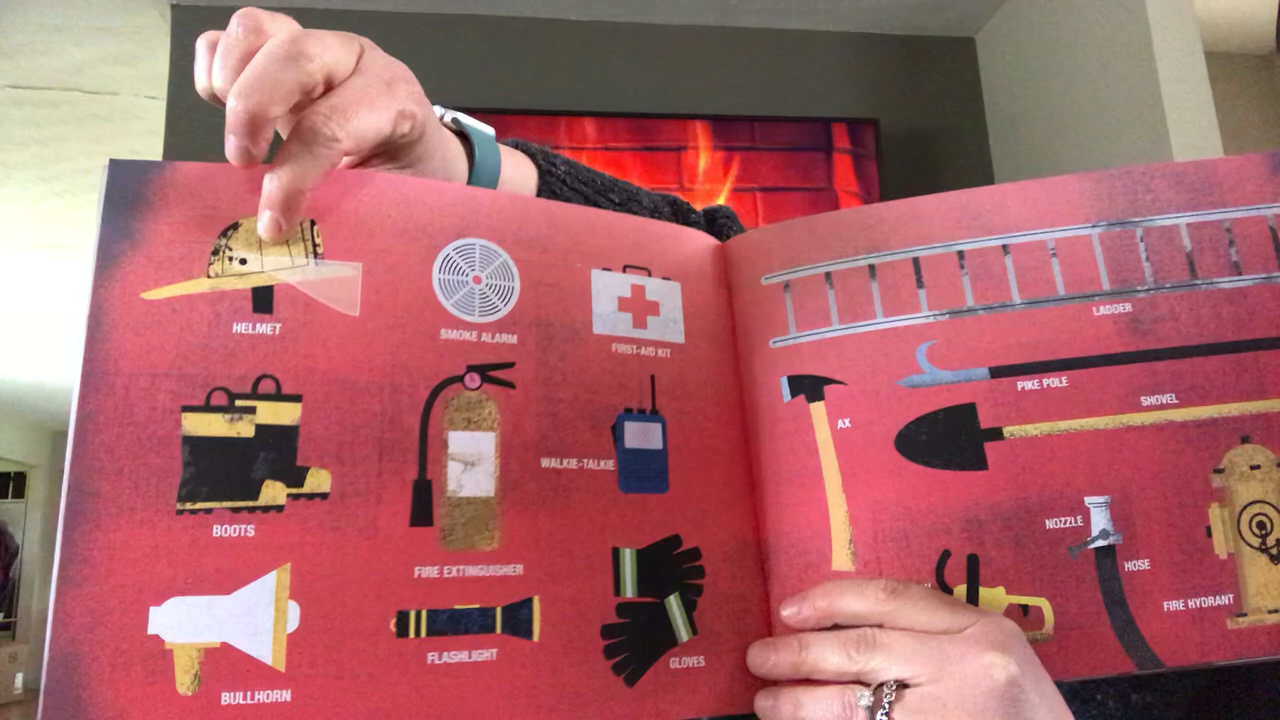 HELMET
SMOKE ALARM
FIRST-AID KIT
BOOTS
FIRE EXTINGUISHER
WALKIE-TALKIE
BULLHORN
FLASHLIGHT
GLOVES
LADDER
PIKE POLE
AX
SHOVEL
NOZZLE
HOSE
FIRE HYDRANT